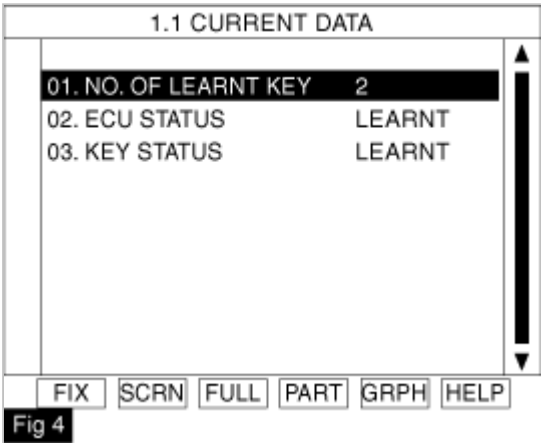 1.1 CURRENT DATA
01. NO. OF LEARNT KEY 2
02. ECU STATUS LEARNT
03. KEY STATUS LEARNT
FIX SCRN FULL PART GRPH HELP
Fig 4